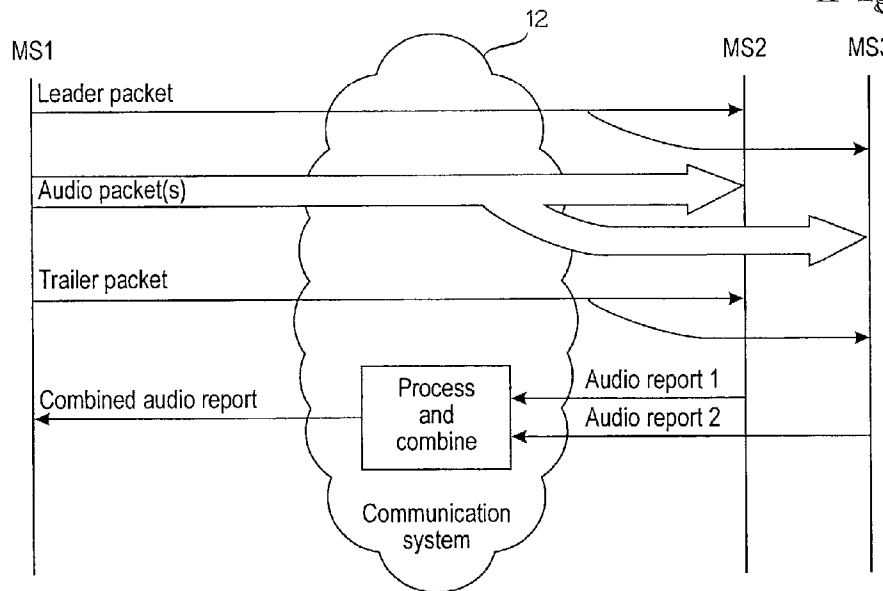 12
MS1
MS2
MS3
Leader packet
Audio packet(s)
Trailer packet
Audio report 1
Combined audio report
Process
and
combine
Audio report 2
Communication
system